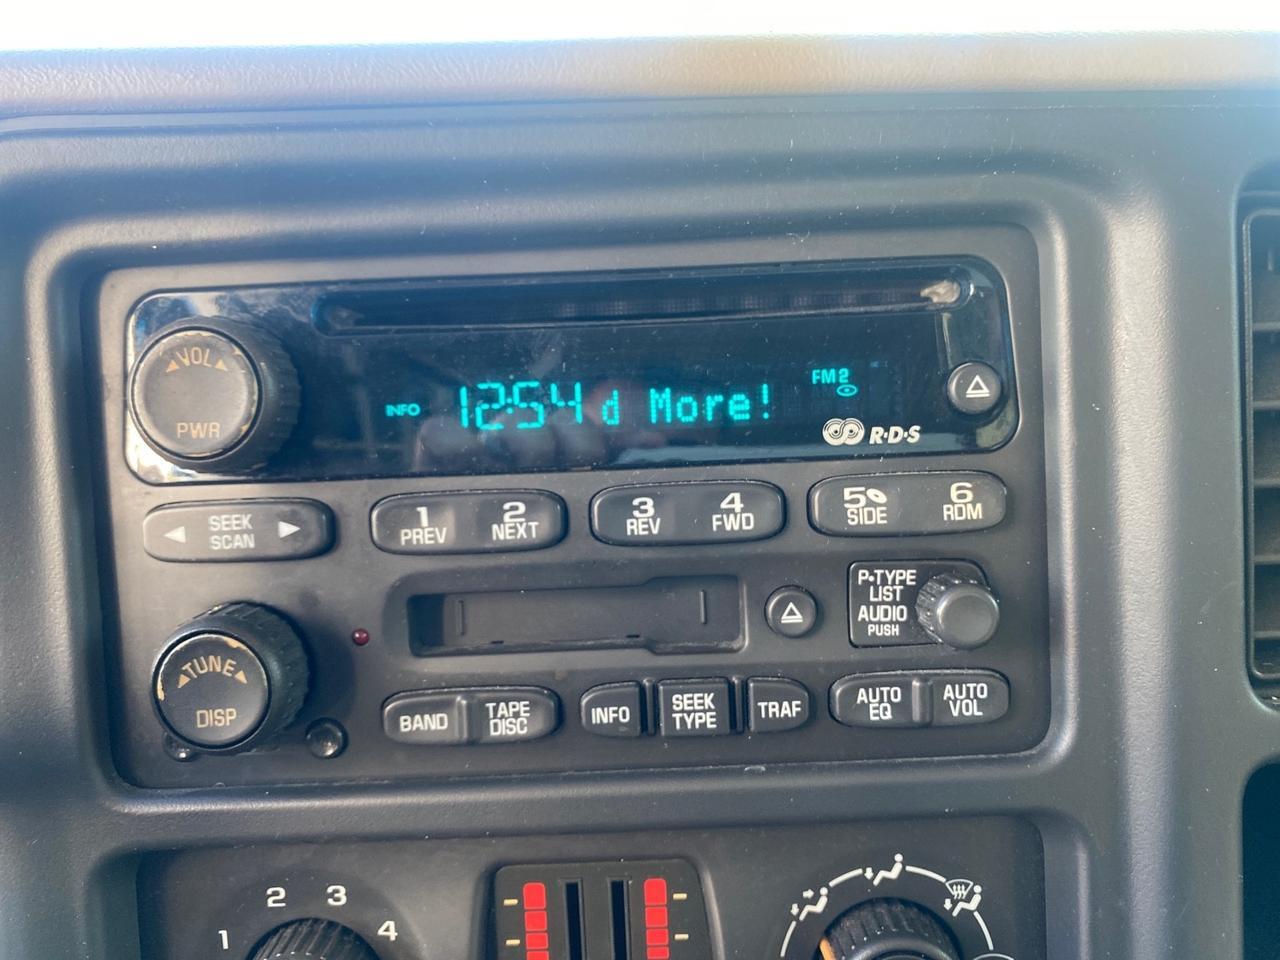 VOL
PWR
INFO 12:54 d More! FM2
R·D·S
SEEK
SCAN
1
PREV
2
NEXT
3
REV
4
FWD
5
SIDE
6
RDM
P•TYPE
LIST
AUDIO
PUSH
TUNE
DISP
BAND
TAPE
DISC
INFO
SEEK
TYPE
TRAF
AUTO
EQ
AUTO
VOL
1 2 3 4